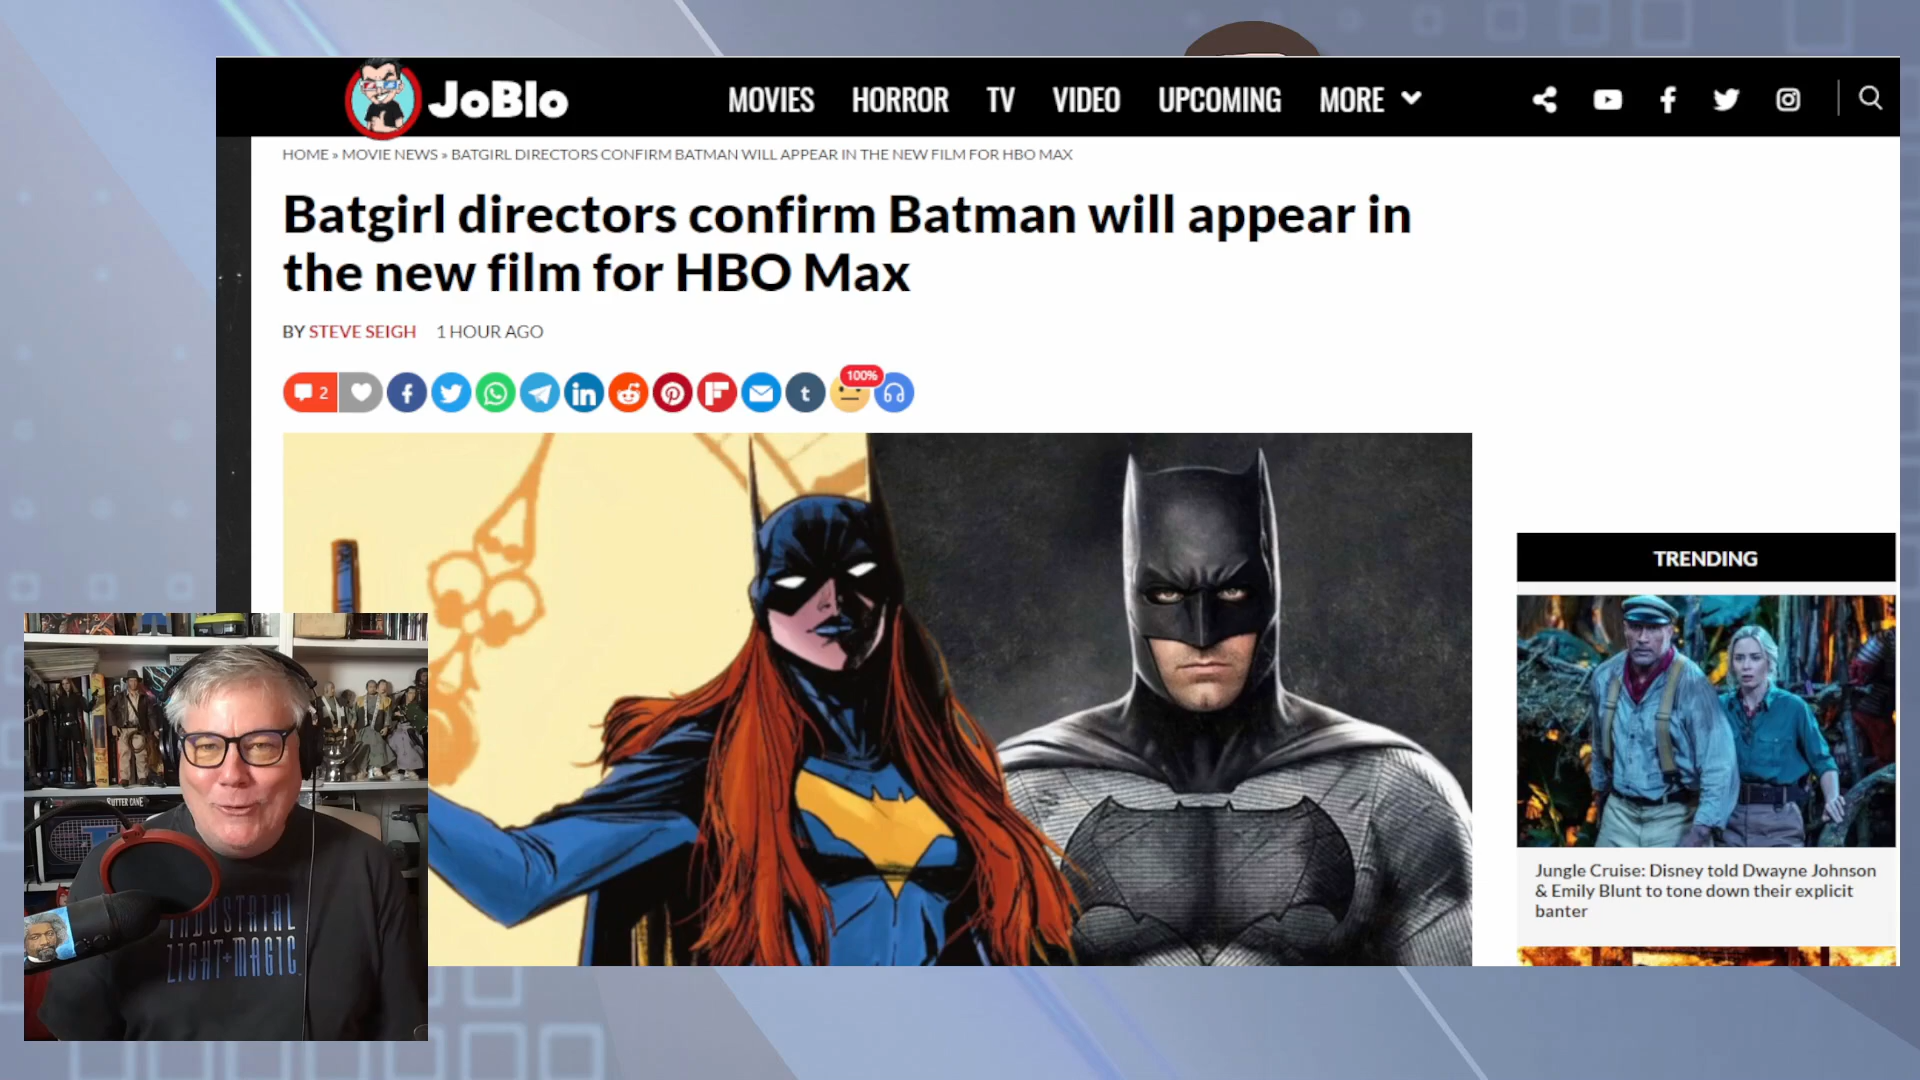 JoBlo
MOVIES HORROR TV VIDEO UPCOMING MORE
HOME » MOVIE NEWS » BATGIRL DIRECTORS CONFIRM BATMAN WILL APPEAR IN THE NEW FILM FOR HBO MAX
Batgirl directors confirm Batman will appear in
the new film for HBO Max
BY STEVE SEIGH 1 HOUR AGO
100%
2
TRENDING
Jungle Cruise: Disney told Dwayne Johnson
& Emily Blunt to tone down their explicit
banter
INDUSTRIAL
LIGHT+MAGIC